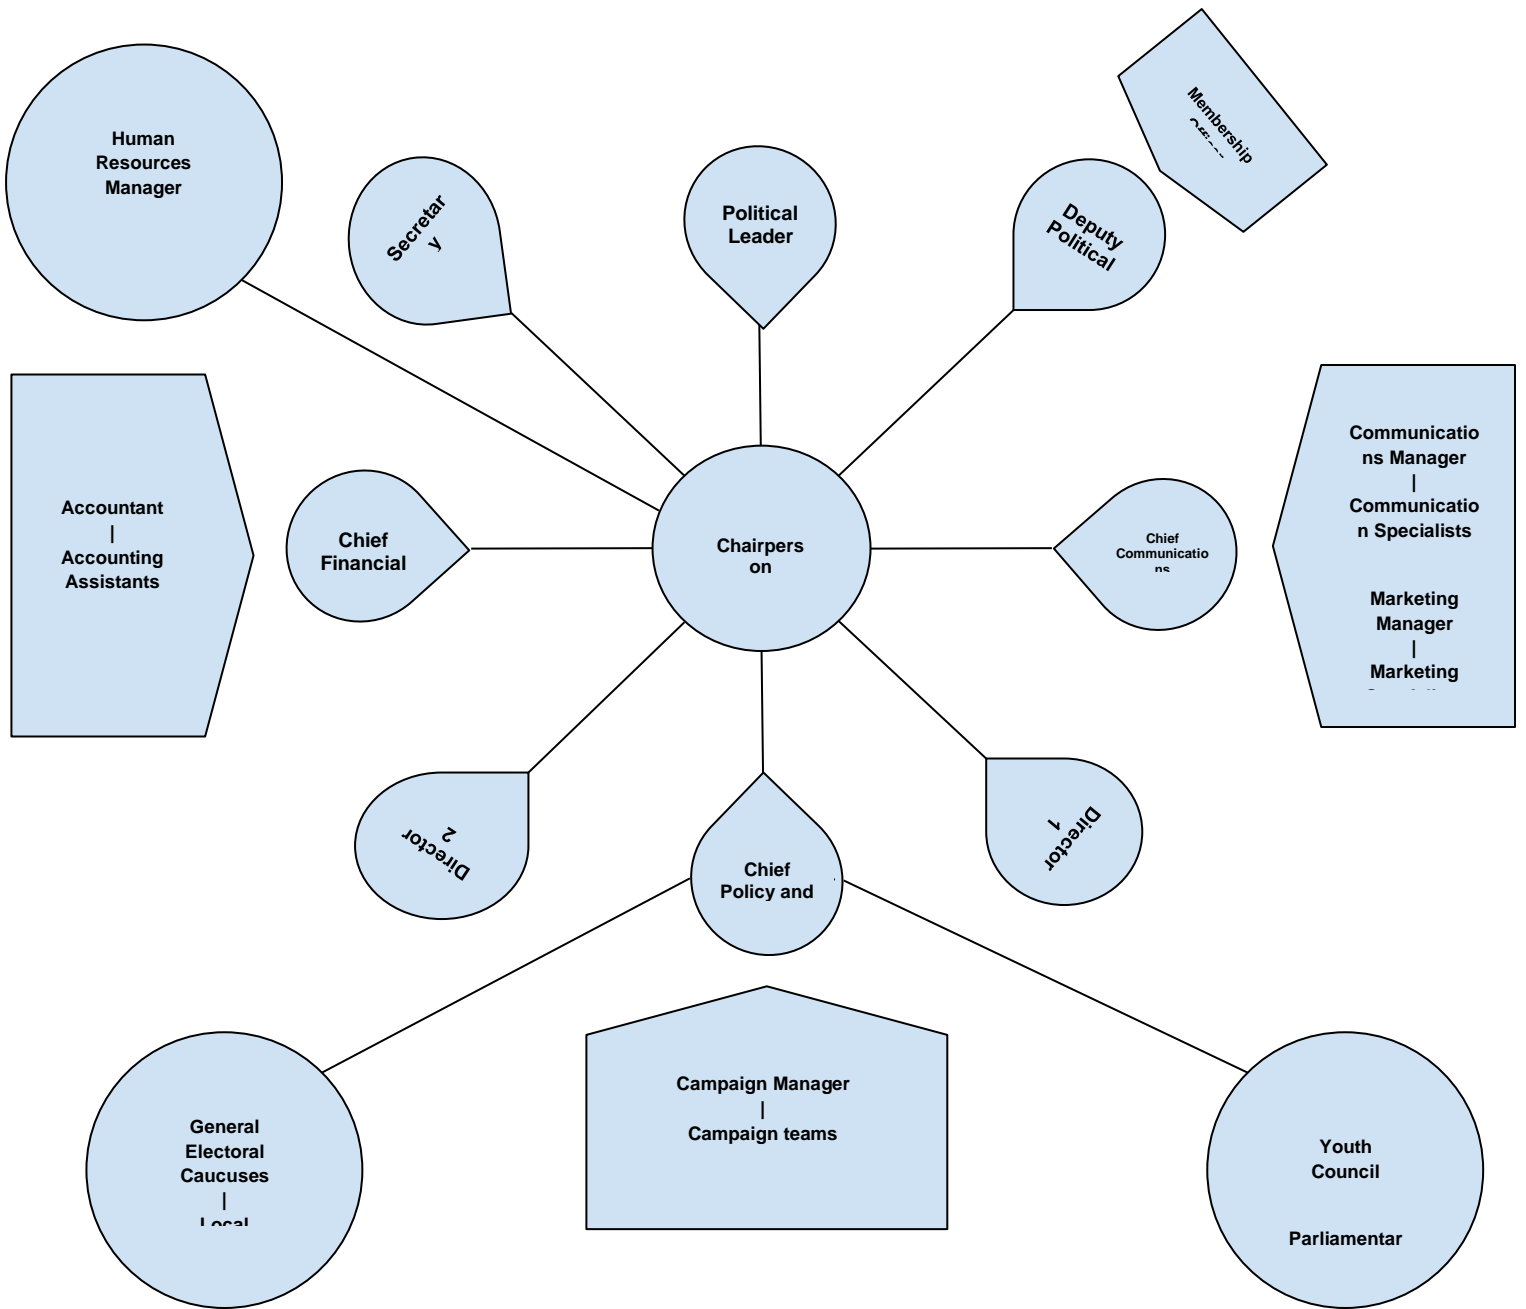 Human
Resources
Manager
Secretar
y
Political
Leader
Deputy
Political
Membership
Accountant
|
Accounting
Assistants
Chief
Financial
Chairpers
on
Chief
Communicatio
ns
Communicatio
ns Manager
|
Communicatio
n Specialists
Marketing
Manager
|
Marketing
Director
2
Chief
Policy and
Director
1
General
Electoral
Caucuses
|
Local
Campaign Manager
|
Campaign teams
Youth
Council
Parliamentar